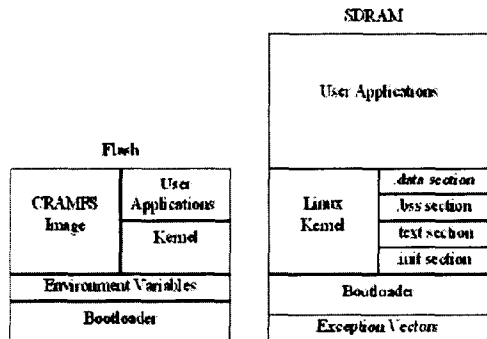 SDRAM
User Applications
Flash
CRAMFS
Image
User
Applications
Kernel
Environment Variables
Bootloader
Linux
Kernel
.data section
.bss section
text section
.init section
Bootloader
Exception Vectors